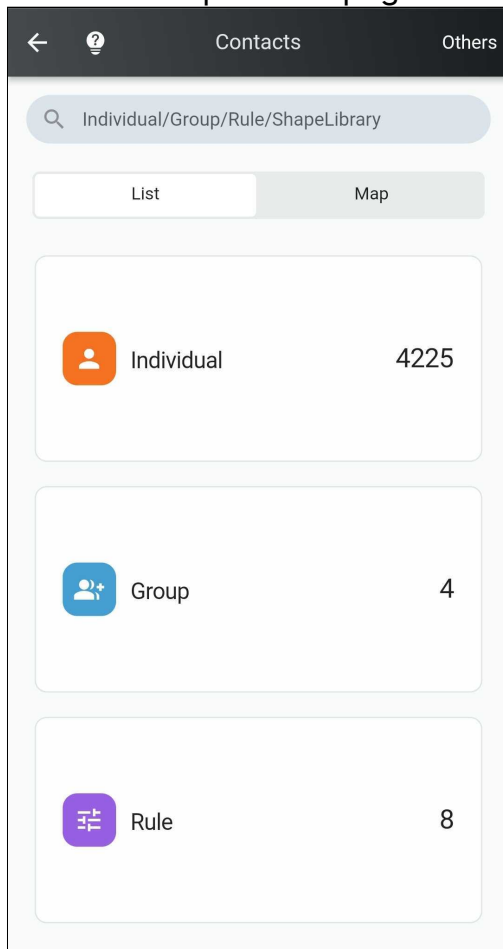 Contacts
Others
Individual/Group/Rule/ShapeLibrary
List
Map
Individual
4225
Group
4
Rule
8